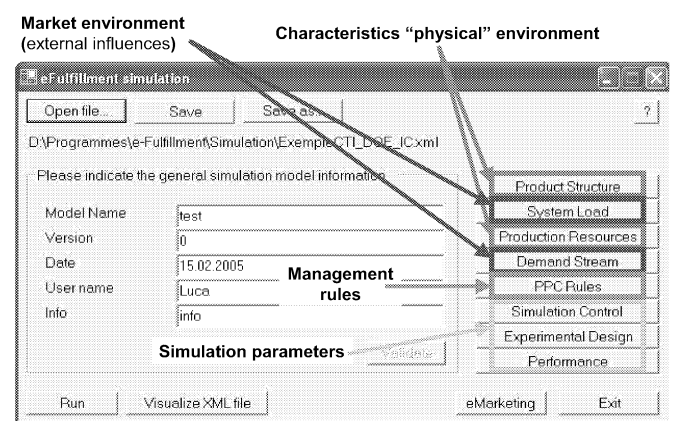 Market environment
(external influences)
Characteristics “physical” environment
eFulfillment simulation
Open file...
Save
Save as...
?
D:\Programmes\e-Fulfillment\Simulation\ExempleCTI_DOE_IC.xml
Please indicate the general simulation model information
Model Name
test
Version
0
Date
15.02.2005
User name
Luca
Info
info
Validate
Management
rules
Simulation parameters
Product Structure
System Load
Production Resources
Demand Stream
PPC Rules
Simulation Control
Experimental Design
Performance
Run
Visualize XML file
eMarketing
Exit